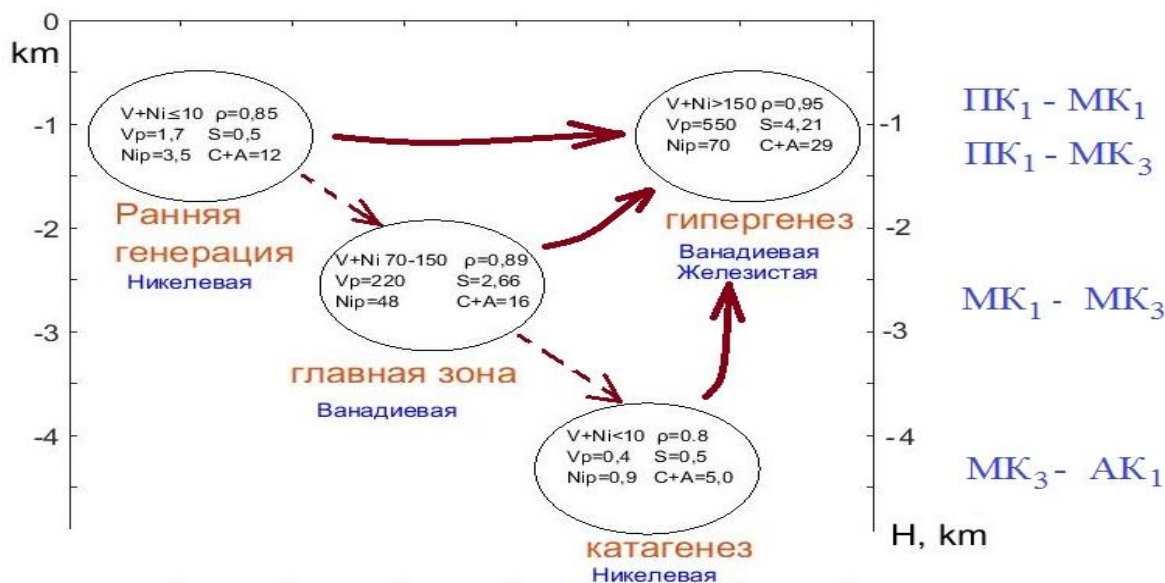 0
km
-1
-2
-3
-4
V+Ni≤10 ρ=0,85
Vp=1,7 S=0,5
Nip=3,5 C+A=12
Ранняя
генерация
Никелевая
V+Ni 70-150 ρ=0,89
Vp=220 S=2,66
Nip=48 C+A=16
главная зона
Ванадиевая
V+Ni>150 ρ=0,95
Vp=550 S=4,21
Nip=70 C+A=29
гипергенез
Ванадиевая
Железистая
V+Ni<10 ρ=0.8
Vp=0,4 S=0,5
Nip=0,9 C+A=5,0
катагенез
Никелевая
-1
-2
-3
-4
H, km
ПК₁ - МК₁
ПК₁ - МК₃
МК₁ - МК₃
МК₃ - АК₁